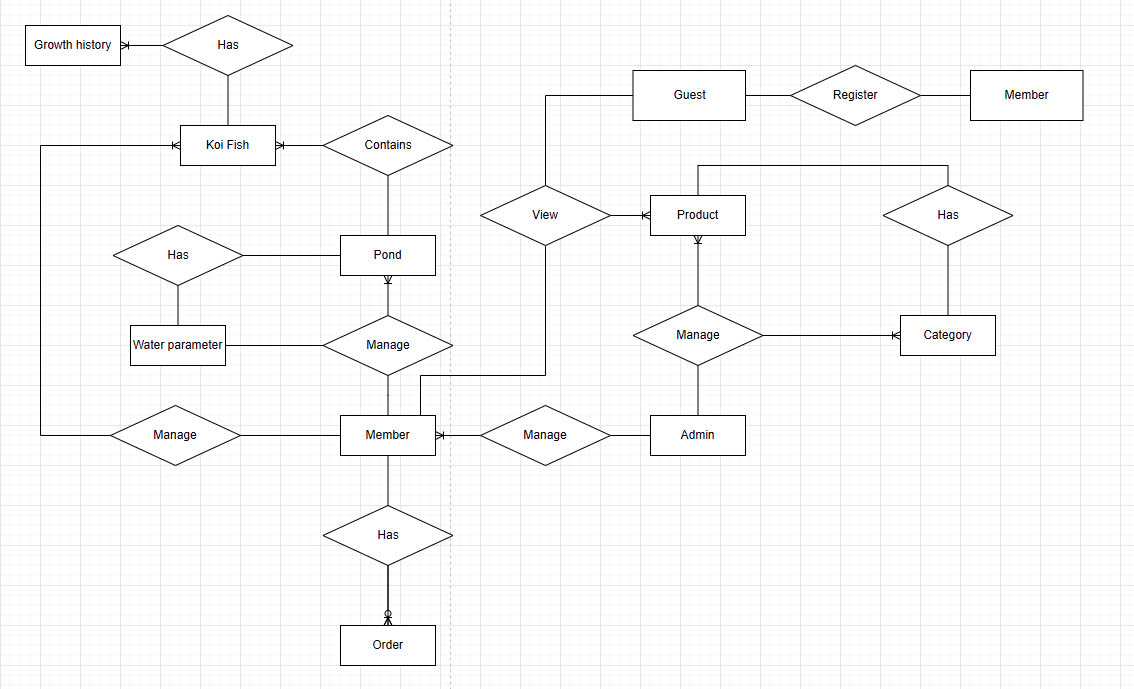 Growth history
Has
Guest
Register
Member
Koi Fish
Contains
View
Product
Has
Has
Pond
Water parameter
Manage
Manage
Category
Manage
Member
Manage
Admin
Has
Order